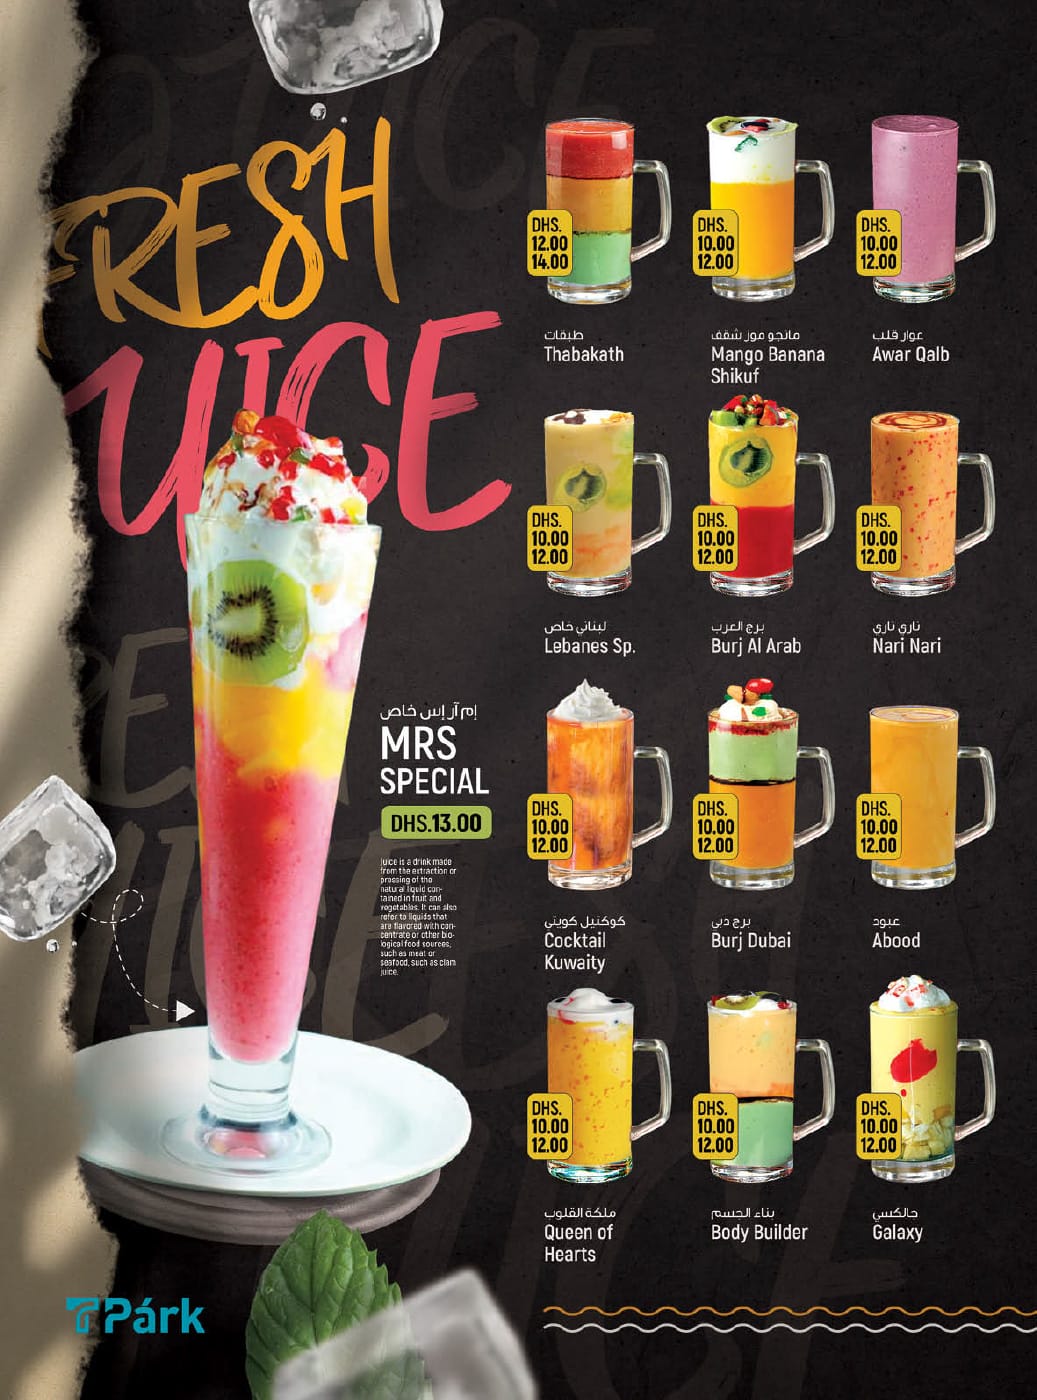 FRESH
JUICE
DHS.
12.00
14.00
طبقات
Thabakath
DHS.
10.00
12.00
مانجو موز شقف
Mango Banana
Shikuf
DHS.
10.00
12.00
عوار قلب
Awar Qalb
DHS.
10.00
12.00
لبناني خاص
Lebanes Sp.
DHS.
10.00
12.00
برج العرب
Burj Al Arab
DHS.
10.00
12.00
ناري ناري
Nari Nari
إم آر إس خاص
MRS
SPECIAL
DHS.13.00
juice is a drink made
from the extraction or
pressing of the
natural liquid con-
tained in fruit and
vegetables. It can also
refer to liquids that
are flavored with con-
centrate or other bio-
logical food sources,
such as meat or
seafood, such as clam
juice.
DHS.
10.00
12.00
كوكتيل كويتي
Cocktail
Kuwaity
DHS.
10.00
12.00
برج دبي
Burj Dubai
DHS.
10.00
12.00
عبود
Abood
DHS.
10.00
12.00
ملكة القلوب
Queen of
Hearts
DHS.
10.00
12.00
بناء الجسم
Body Builder
DHS.
10.00
12.00
جالكسي
Galaxy
Párk